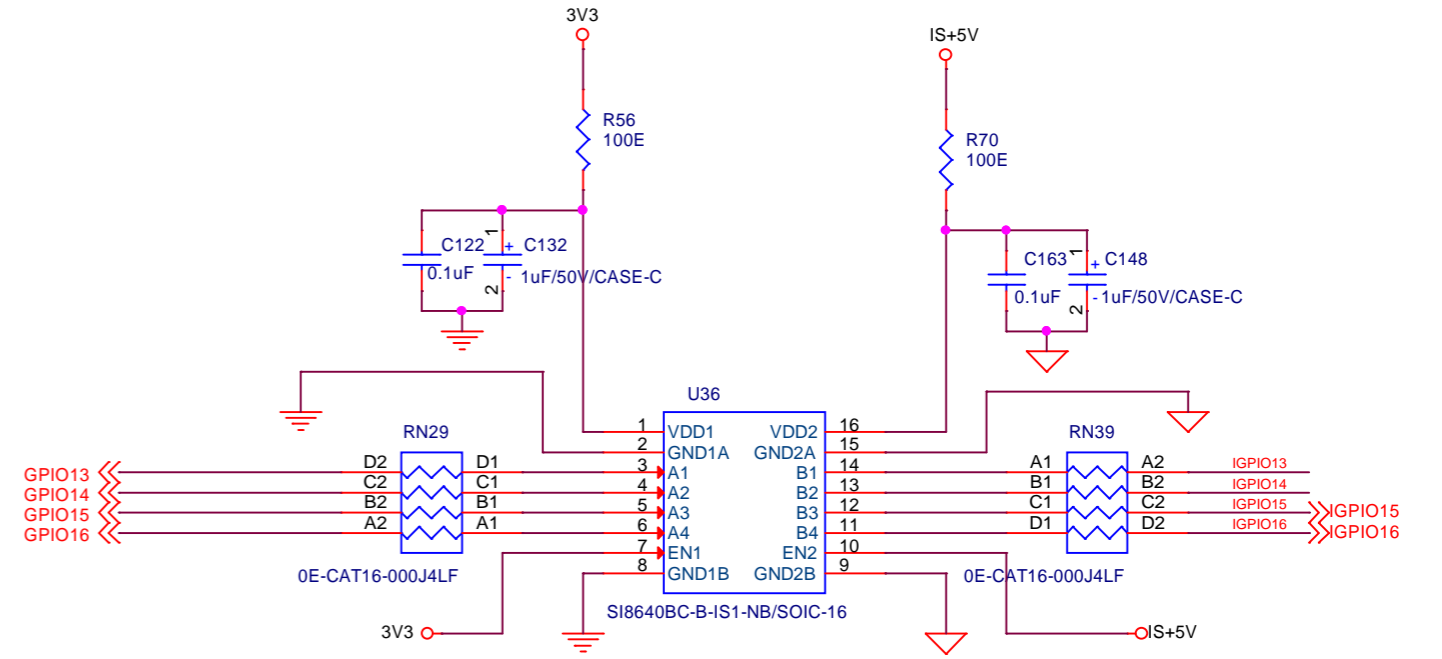 3V3
IS+5V
R56
100E
R70
100E
C122
0.1uF
1
+
-
2
C132
1uF/50V/CASE-C
C163
0.1uF
1
+
-
2
C148
1uF/50V/CASE-C
U36
RN29
RN39
1 VDD1 VDD2 16
2 GND1A GND2A 15
GPIO13 D2 D1 3 A1 B1 14 A1 A2 IGPIO13
GPIO14 C2 C1 4 A2 B2 13 B1 B2 IGPIO14
GPIO15 B2 B1 5 A3 B3 12 C1 C2 IGPIO15 IGPIO15
GPIO16 A2 A1 6 A4 B4 11 D1 D2 IGPIO16 IGPIO16
7 EN1 EN2 10
8 GND1B GND2B 9
0E-CAT16-000J4LF
0E-CAT16-000J4LF
SI8640BC-B-IS1-NB/SOIC-16
3V3
IS+5V